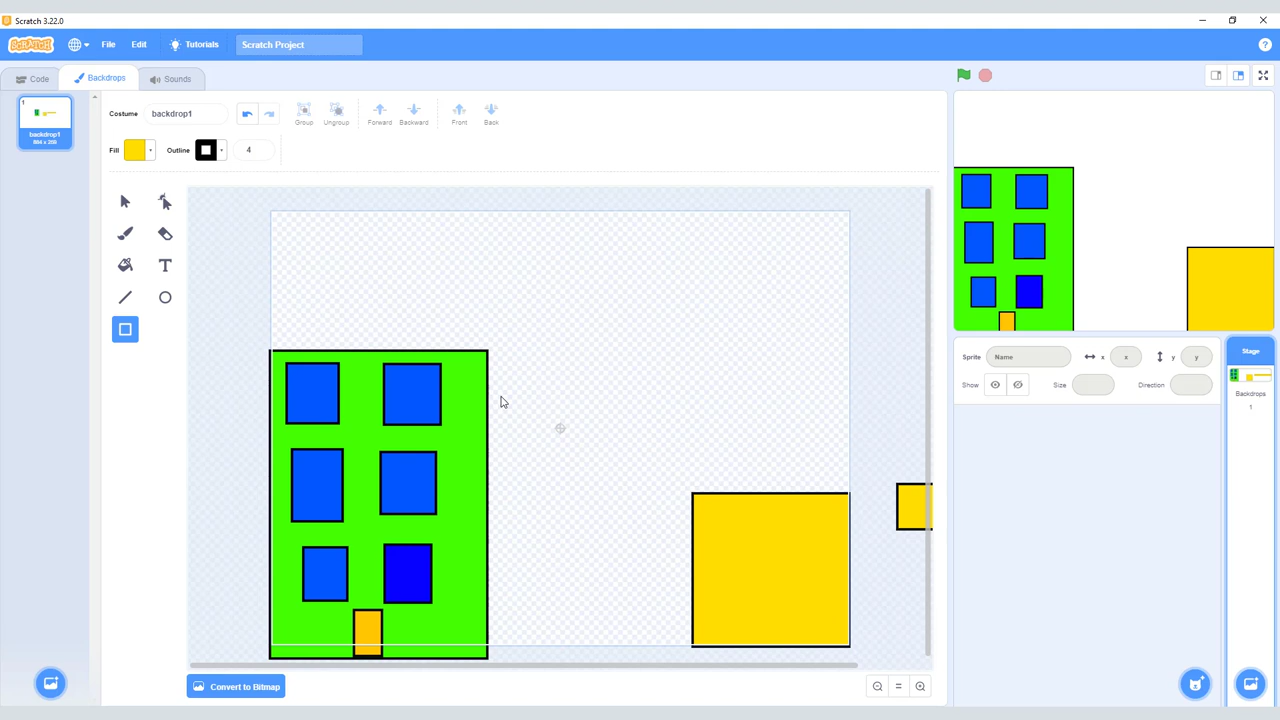 Scratch 3.22.0
SCRATCH File Edit Tutorials Scratch Project ?
Code Backdrops Sounds
1
backdrop1
Costume backdrop1 Group Ungroup Forward Backward Front Back
Fill Outline 4
T
Convert to Bitmap
Sprite Name x x y y
Show Size Direction
Stage
Backdrops
1